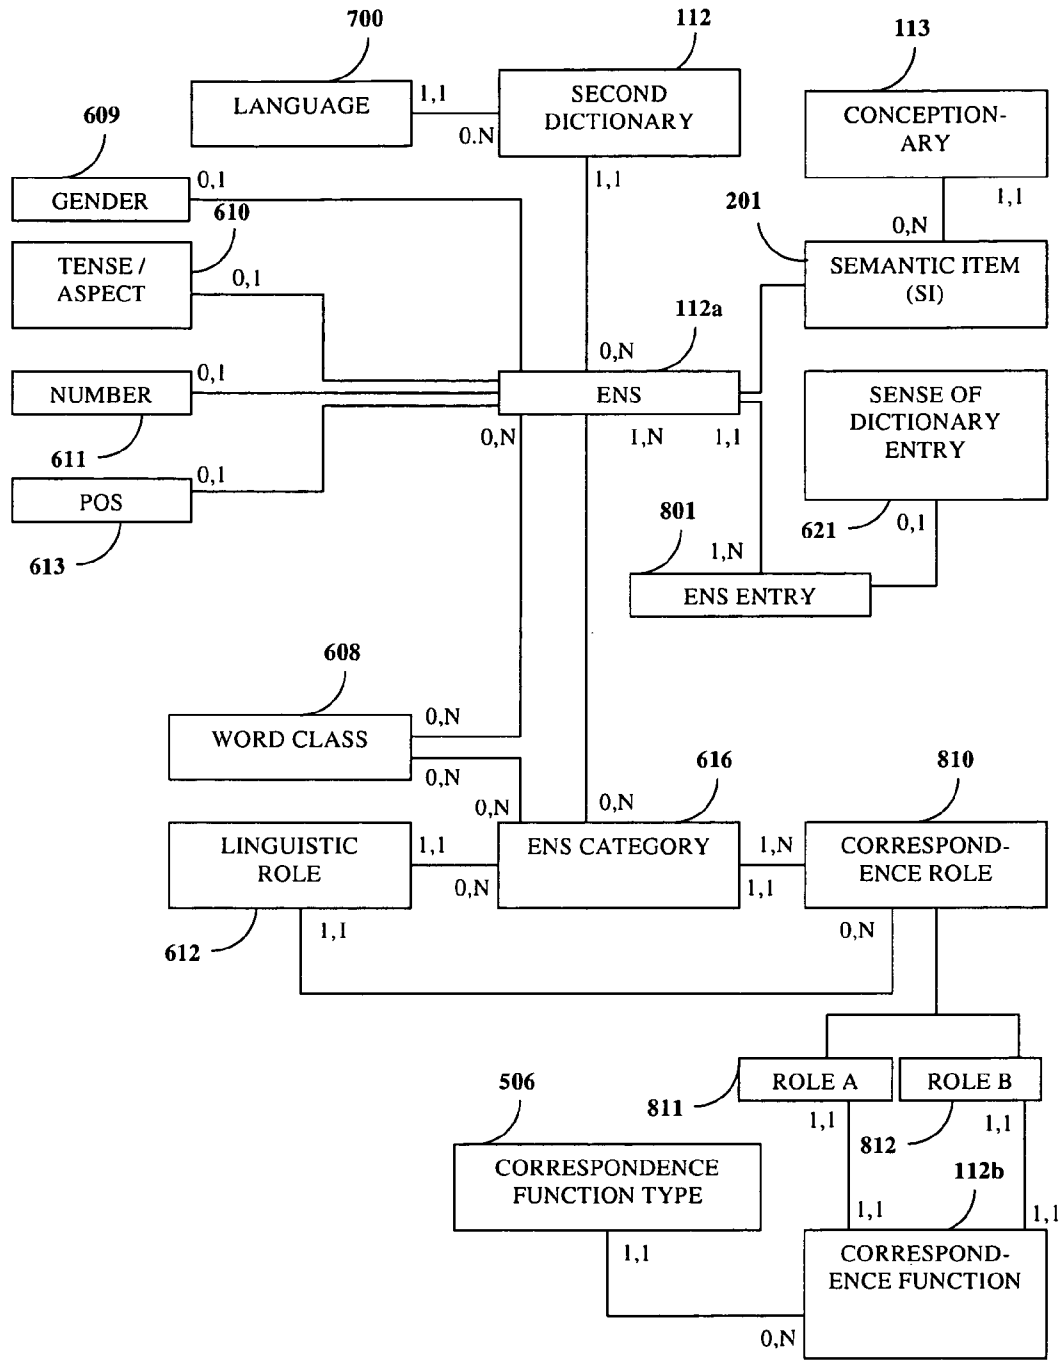 700
112
113
LANGUAGE
1,1
0.N
SECOND
DICTIONARY
1,1
CONCEPTION-
ARY
1,1
609
GENDER
0,1
610
201
0,N
TENSE /
ASPECT
0,1
SEMANTIC ITEM
(SI)
112a
0,N
NUMBER
0,1
611
ENS
0,N
1,N
1,1
SENSE OF
DICTIONARY
ENTRY
POS
0,1
613
801
621
0,1
1,N
ENS ENTRY
608
WORD CLASS
0,N
0,N
616
810
0,N
0,N
LINGUISTIC
ROLE
1,1
0,N
ENS CATEGORY
1,N
1,1
CORRESPOND-
ENCE ROLE
612
1,1
0,N
506
ROLE A
ROLE B
811
1,1
812
1,1
CORRESPONDENCE
FUNCTION TYPE
112b
1,1
1,1
1,1
CORRESPOND-
ENCE FUNCTION
0,N